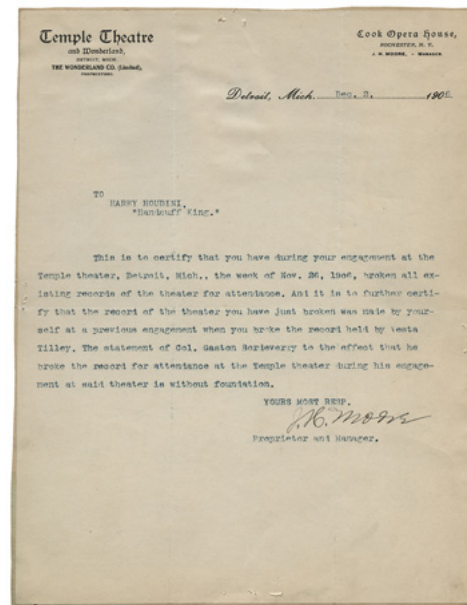 Temple Theatre
and Wonderland,
DETROIT, MICH.
THE WONDERLAND CO. (Limited),
PROPRIETORS.
Cook Opera House,
ROCHESTER, N. Y.
J. H. MOORE, - MANAGER
Detroit, Mich. Dec. 3. 1906
TO
HARRY HOUDINI,
"Handcuff King."
This is to certify that you have during your engagement at the
Temple theater, Detroit, Mich., the week of Nov. 26, 1906, broken all ex-
isting records of the theater for attendance. And it is to further certi-
fy that the record of the theater you have just broken was made by your-
self at a previous engagement when you broke the record held by Vesta
Tilley. The statement of Col. Gaston Bordeverry to the effect that he
broke the record for attendance at the Temple theater during his engage-
ment at said theater is without foundation.
YOURS MOST RESP.
J. H. Moore
Proprietor and Manager.